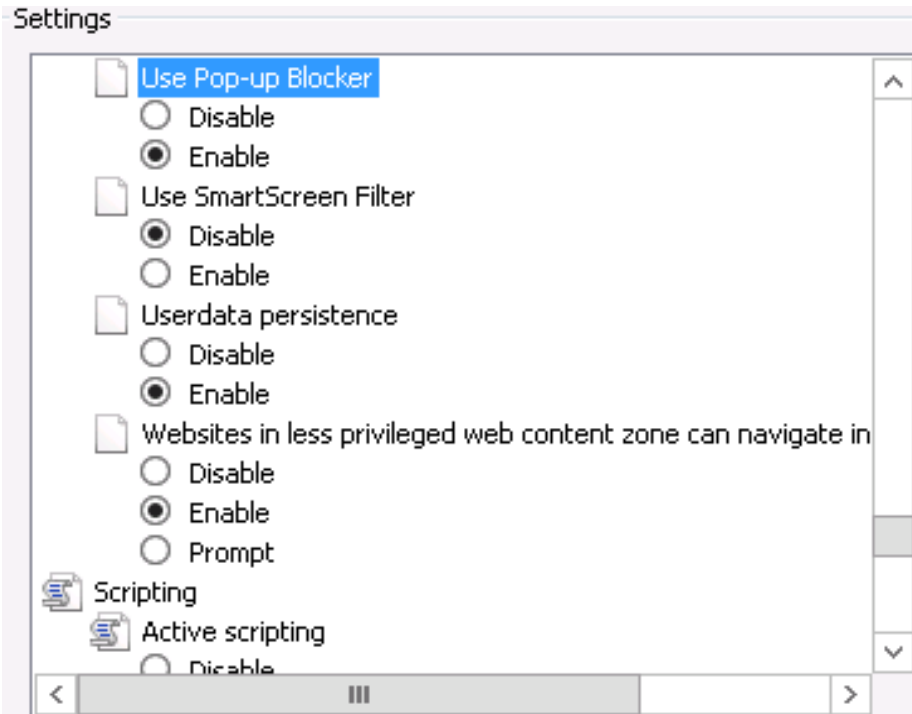 Settings
Use Pop-up Blocker
Disable
Enable
Use SmartScreen Filter
Disable
Enable
Userdata persistence
Disable
Enable
Websites in less privileged web content zone can navigate in
Disable
Enable
Prompt
Scripting
Active scripting
Disable